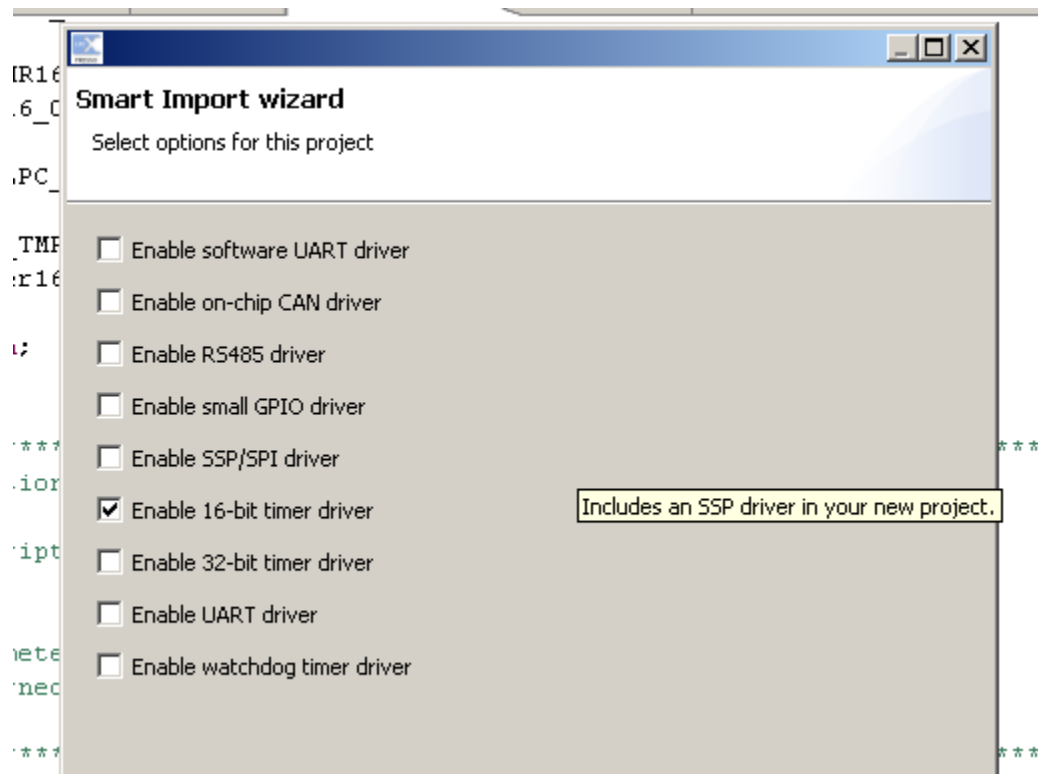 Smart Import wizard
Select options for this project
Enable software UART driver
Enable on-chip CAN driver
Enable RS485 driver
Enable small GPIO driver
Enable SSP/SPI driver
Enable 16-bit timer driver
Includes an SSP driver in your new project.
Enable 32-bit timer driver
Enable UART driver
Enable watchdog timer driver